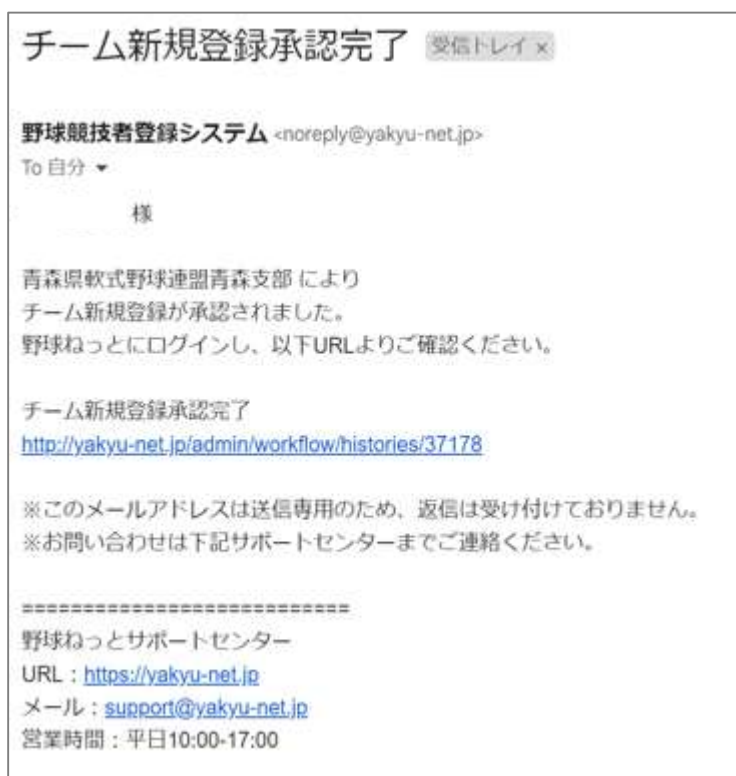 チーム新規登録承認完了 受信トレイ ×
野球競技者登録システム <noreply@yakyu-net.jp>
To 自分 ▼
様
青森県軟式野球連盟青森支部 により
チーム新規登録が承認されました。
野球ねっとにログインし、以下URLよりご確認ください。
チーム新規登録承認完了
http://yakyu-net.jp/admin/workflow/histories/37178
※このメールアドレスは送信専用のため、返信は受け付けておりません。
※お問い合わせは下記サポートセンターまでご連絡ください。
===========================
野球ねっとサポートセンター
URL：https://yakyu-net.jp
メール：support@yakyu-net.jp
営業時間：平日10:00-17:00